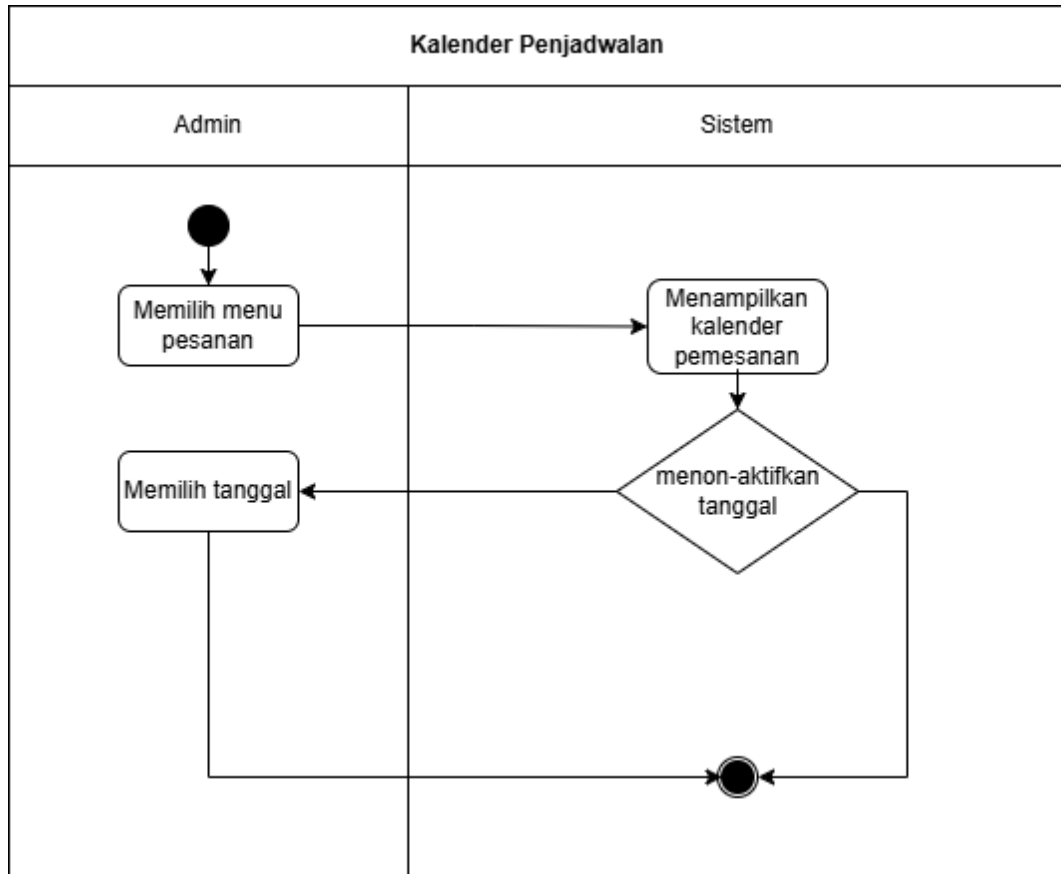 Kalender Penjadwalan
Admin
Sistem
Memilih menu
pesanan
Menampilkan
kalender
pemesanan
menon-aktifkan
tanggal
Memilih tanggal